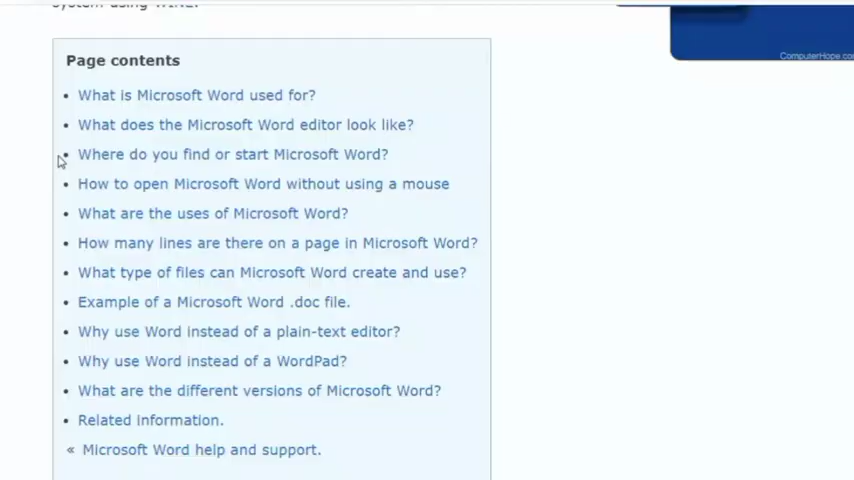 system using WINE.
ComputerHope.com
Page contents
• What is Microsoft Word used for?
• What does the Microsoft Word editor look like?
• Where do you find or start Microsoft Word?
• How to open Microsoft Word without using a mouse
• What are the uses of Microsoft Word?
• How many lines are there on a page in Microsoft Word?
• What type of files can Microsoft Word create and use?
• Example of a Microsoft Word .doc file.
• Why use Word instead of a plain-text editor?
• Why use Word instead of a WordPad?
• What are the different versions of Microsoft Word?
• Related information.
« Microsoft Word help and support.